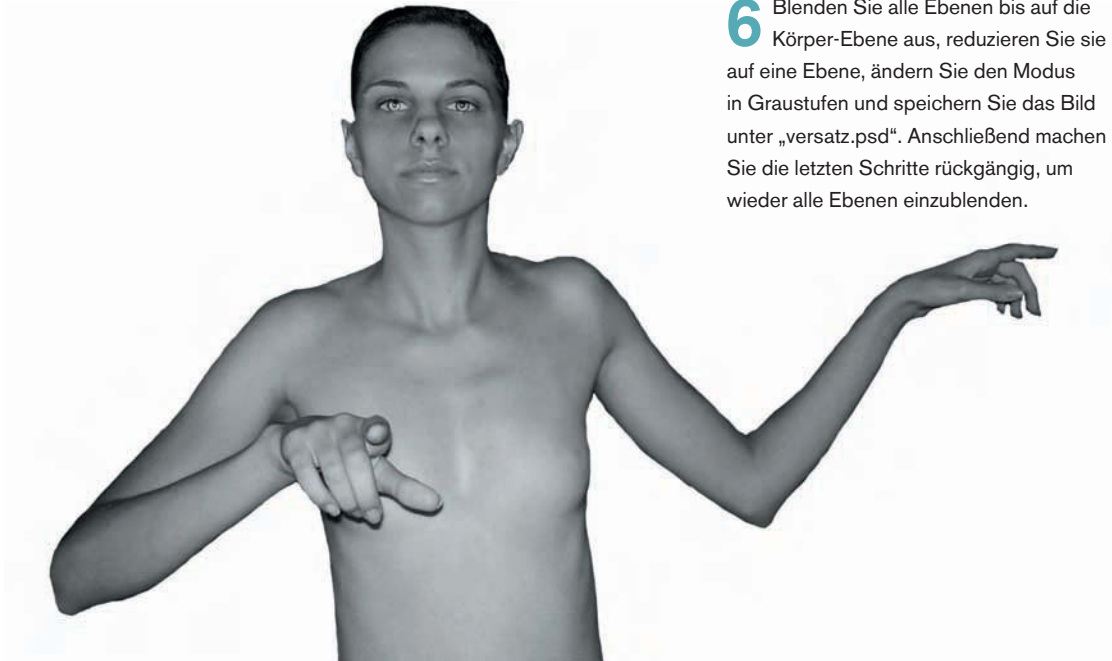 6 Blenden Sie alle Ebenen bis auf die
Körper-Ebene aus, reduzieren Sie sie
auf eine Ebene, ändern Sie den Modus
in Graustufen und speichern Sie das Bild
unter „versatz.psd“. Anschließend machen
Sie die letzten Schritte rückgängig, um
wieder alle Ebenen einzublenden.